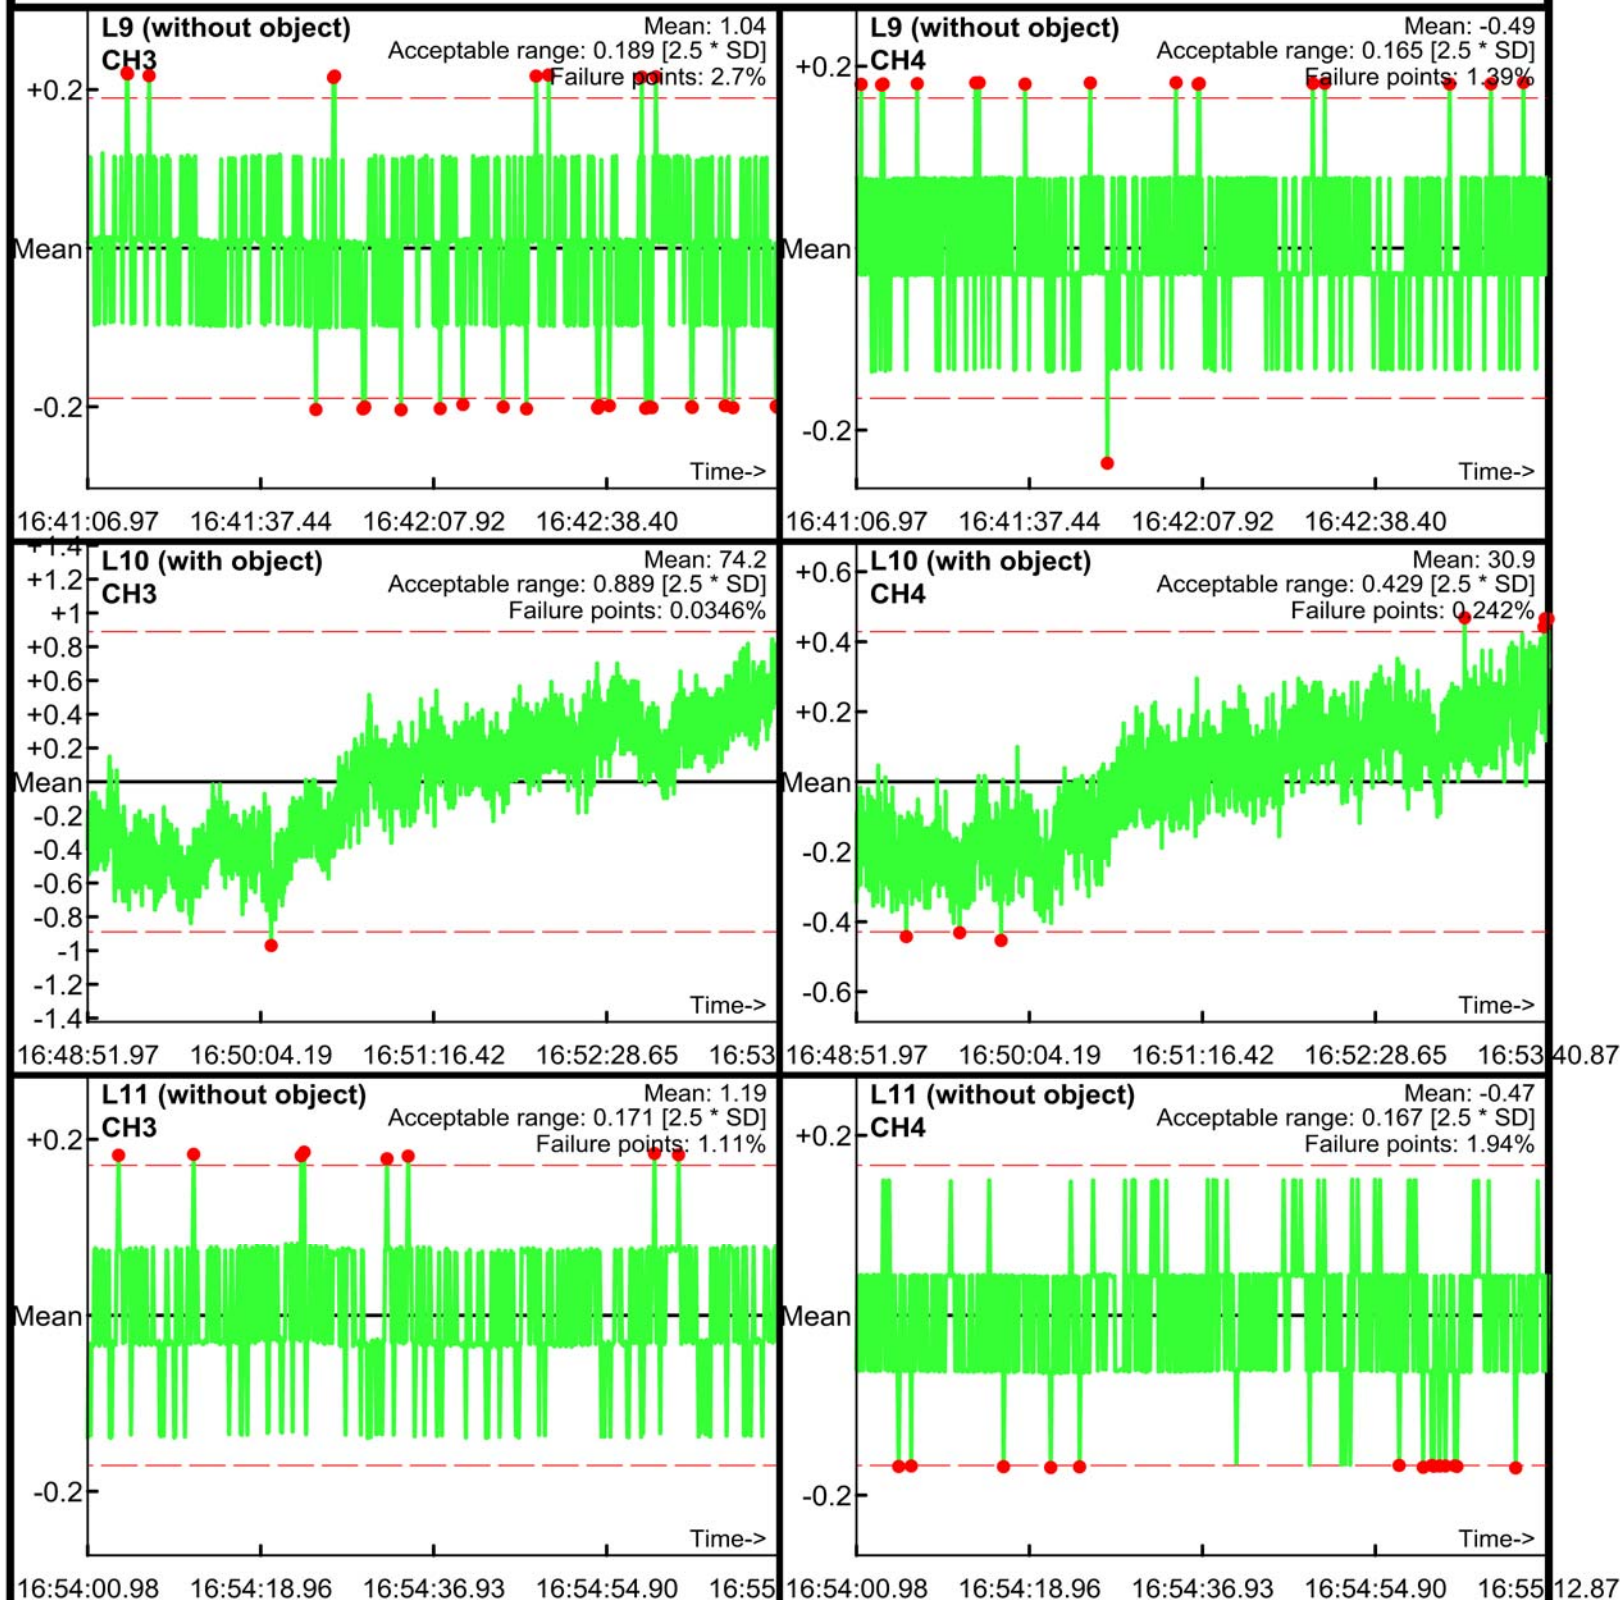 L9 (without object)
CH3
Mean: 1.04
Acceptable range: 0.189 [2.5 * SD]
Failure points: 2.7%
+0.2
Mean
-0.2
Time->
16:41:06.97 16:41:37.44 16:42:07.92 16:42:38.40
L9 (without object)
CH4
Mean: -0.49
Acceptable range: 0.165 [2.5 * SD]
Failure points: 1.39%
+0.2
Mean
-0.2
Time->
16:41:06.97 16:41:37.44 16:42:07.92 16:42:38.40
L10 (with object)
CH3
Mean: 74.2
Acceptable range: 0.889 [2.5 * SD]
Failure points: 0.0346%
+1.4
+1.2
+1
+0.8
+0.6
+0.4
+0.2
Mean
-0.2
-0.4
-0.6
-0.8
-1
-1.2
-1.4
Time->
16:48:51.97 16:50:04.19 16:51:16.42 16:52:28.65 16:53
L10 (with object)
CH4
Mean: 30.9
Acceptable range: 0.429 [2.5 * SD]
Failure points: 0.242%
+0.6
+0.4
+0.2
Mean
-0.2
-0.4
-0.6
Time->
16:48:51.97 16:50:04.19 16:51:16.42 16:52:28.65 16:53:40.87
L11 (without object)
CH3
Mean: 1.19
Acceptable range: 0.171 [2.5 * SD]
Failure points: 1.11%
+0.2
Mean
-0.2
Time->
16:54:00.98 16:54:18.96 16:54:36.93 16:54:54.90 16:55
L11 (without object)
CH4
Mean: -0.47
Acceptable range: 0.167 [2.5 * SD]
Failure points: 1.94%
+0.2
Mean
-0.2
Time->
16:54:00.98 16:54:18.96 16:54:36.93 16:54:54.90 16:55:12.87